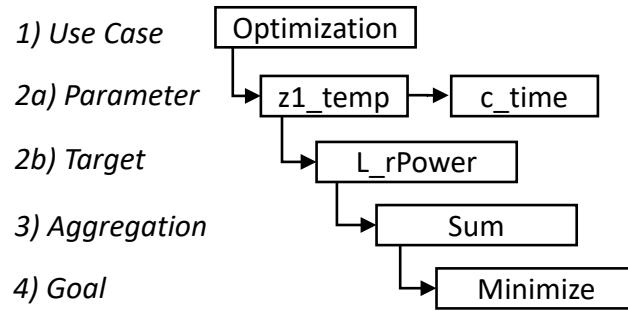 1) Use Case Optimization
2a) Parameter z1_temp c_time
2b) Target L_rPower
3) Aggregation Sum
4) Goal Minimize